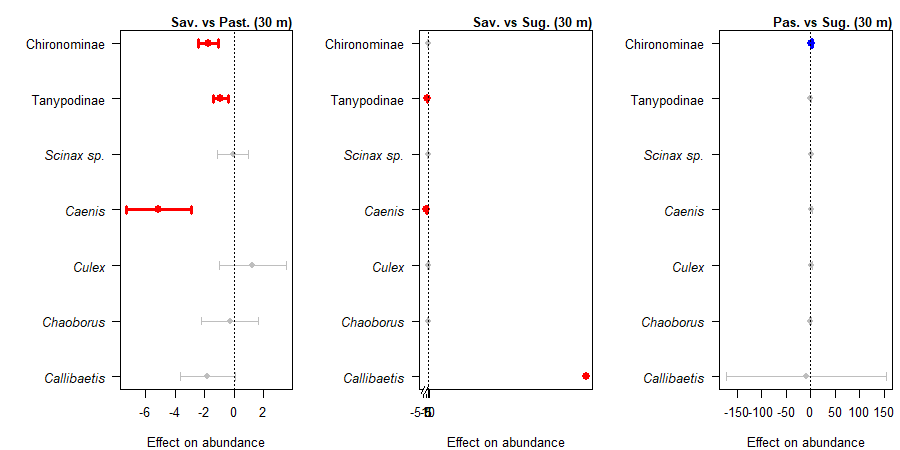 Sav. vs Past. (30 m)
Chironominae
Tanypodinae
Scinax sp.
Caenis
Culex
Chaoborus
Callibaetis
-6 -4 -2 0 2
Effect on abundance
Sav. vs Sug. (30 m)
Chironominae
Tanypodinae
Scinax sp.
Caenis
Culex
Chaoborus
Callibaetis
Effect on abundance
Pas. vs Sug. (30 m)
Chironominae
Tanypodinae
Scinax sp.
Caenis
Culex
Chaoborus
Callibaetis
-150 -100 -50 0 50 100 150
Effect on abundance